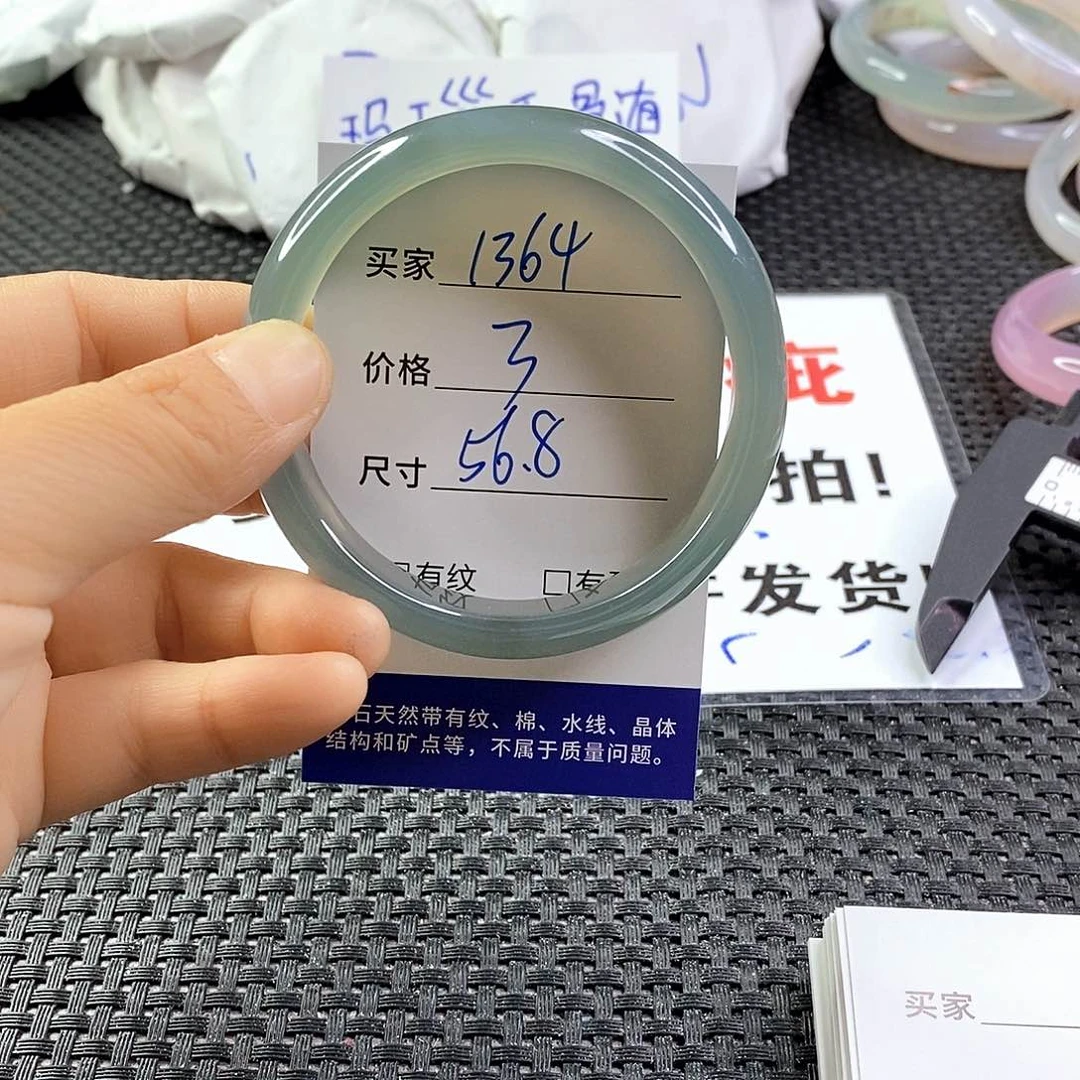 买家 1364
价格 3
尺寸 56.8
有纹 □有
石天然带有纹、棉、水线、晶体
结构和矿点等，不属于质量问题。
疵
拍！
发货！
买家